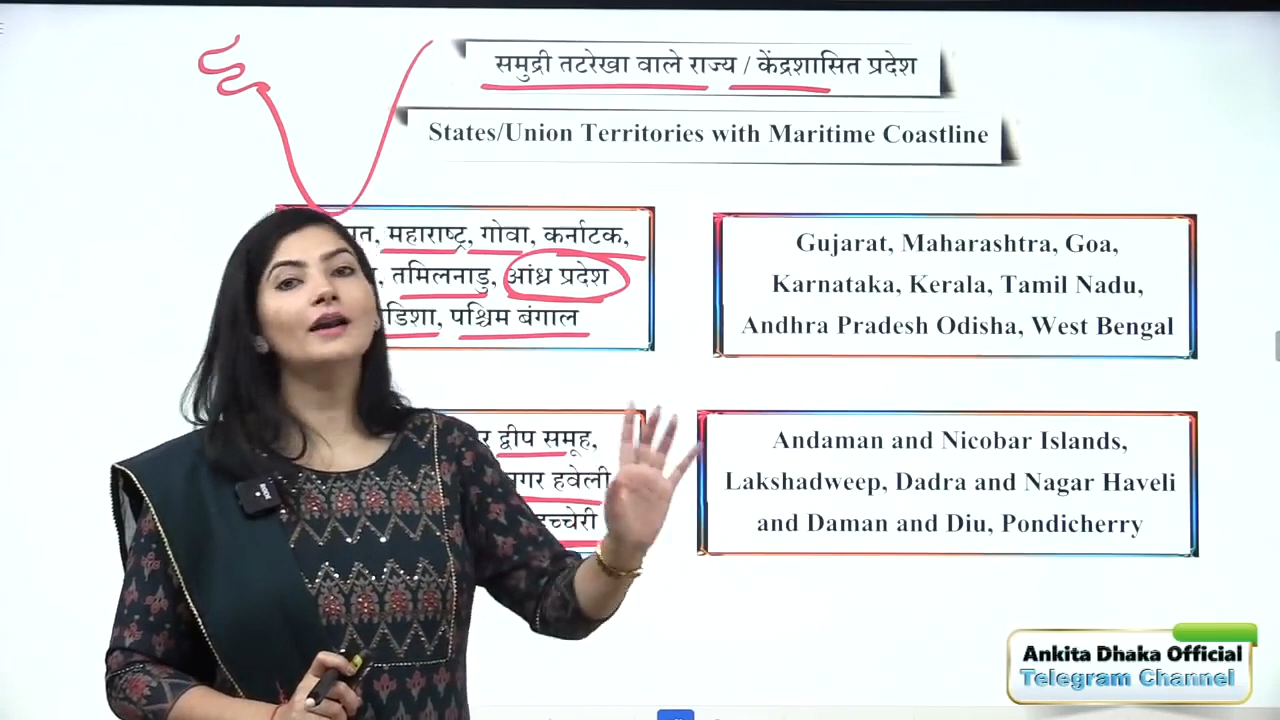 समुद्री तटरेखा वाले राज्य / केंद्रशासित प्रदेश
States/Union Territories with Maritime Coastline
महाराष्ट्र, गोवा, कर्नाटक,
तमिलनाडु, आंध्र प्रदेश
पश्चिम बंगाल
Gujarat, Maharashtra, Goa,
Karnataka, Kerala, Tamil Nadu,
Andhra Pradesh Odisha, West Bengal
द्वीप समूह,
हवेली
Andaman and Nicobar Islands,
Lakshadweep, Dadra and Nagar Haveli
and Daman and Diu, Pondicherry
Ankita Dhaka Official
Telegram Channel